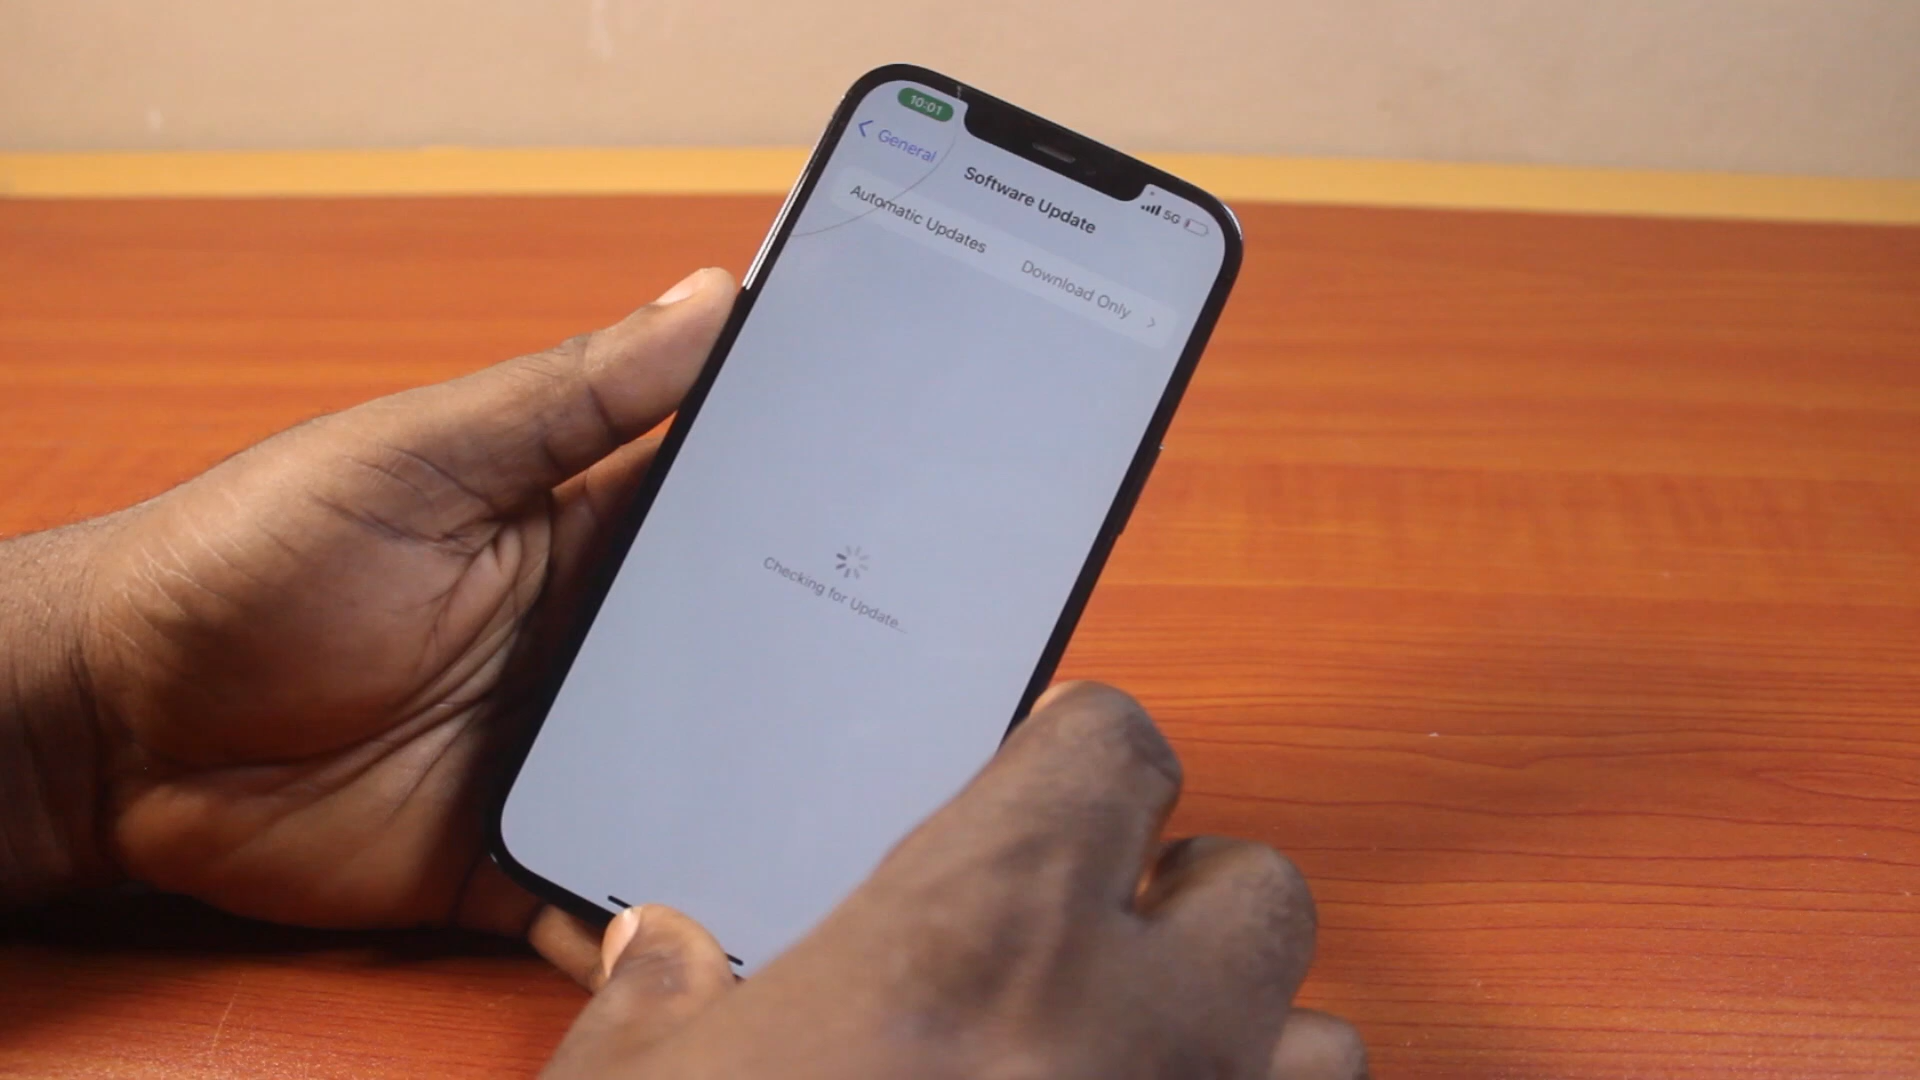 10:01
5G
General
Software Update
Automatic Updates
Download Only
Checking for Update...